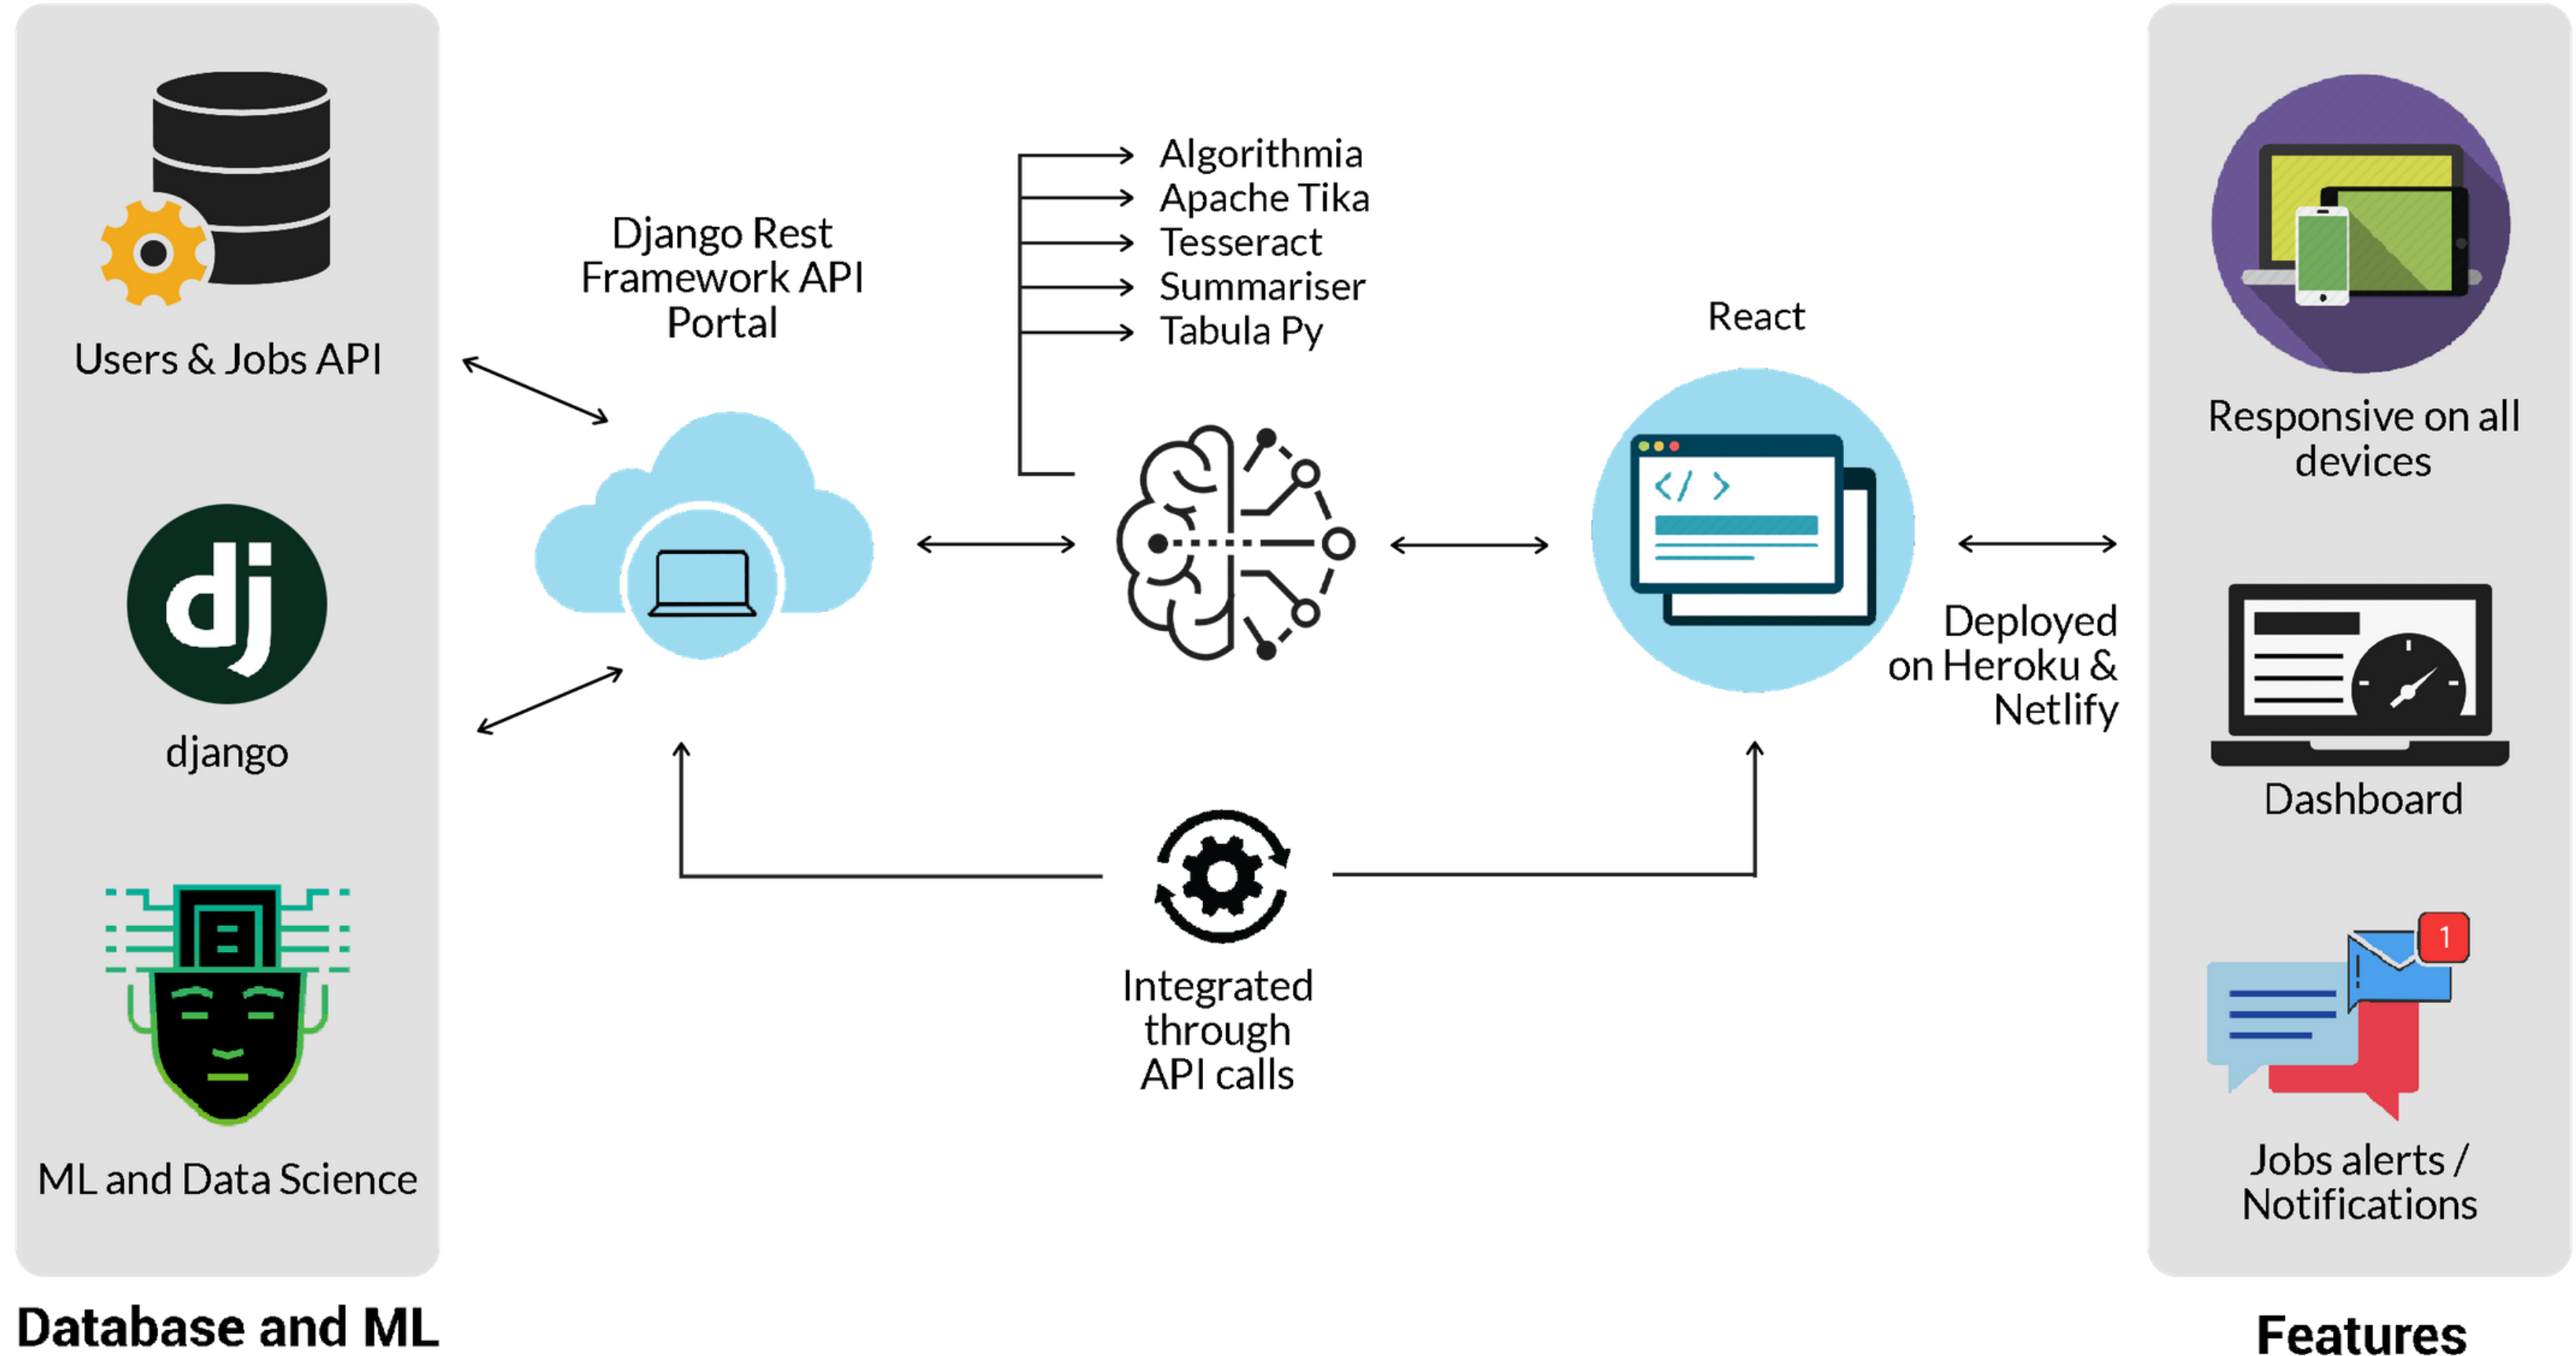 Users & Jobs API
dj
django
ML and Data Science
Database and ML
Django Rest
Framework API
Portal
Algorithmia
Apache Tika
Tesseract
Summariser
Tabula Py
React
</>
Integrated
through
API calls
Deployed
on Heroku &
Netlify
Responsive on all
devices
Dashboard
1
Jobs alerts /
Notifications
Features